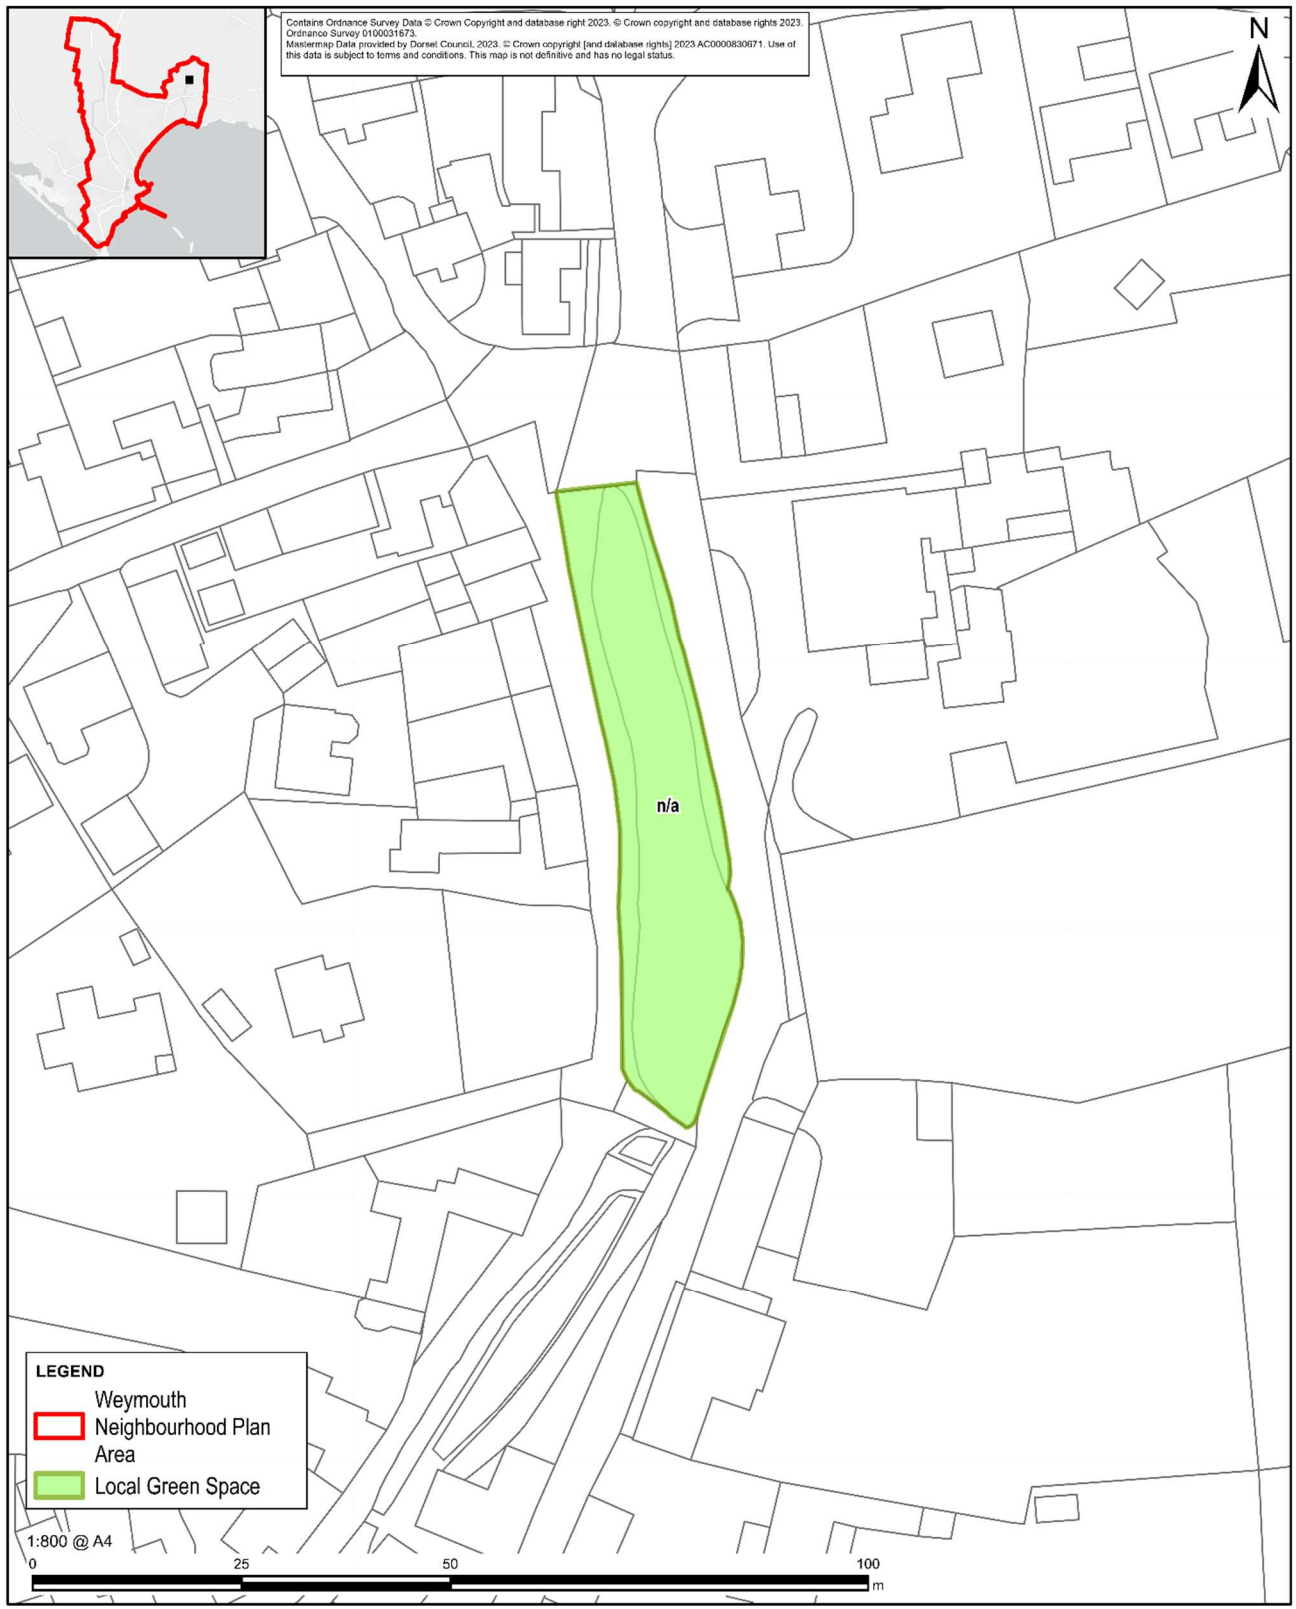 Contains Ordnance Survey Data © Crown Copyright and database right 2023. © Crown copyright and database rights 2023.
Ordnance Survey 0100031673.
Mastermap Data provided by Dorset Council, 2023. © Crown copyright [and database rights] 2023 AC0000830671. Use of
this data is subject to terms and conditions. This map is not definitive and has no legal status.
N
n/a
LEGEND
Weymouth
Neighbourhood Plan
Area
Local Green Space
1:800 @ A4
0 25 50 100
m